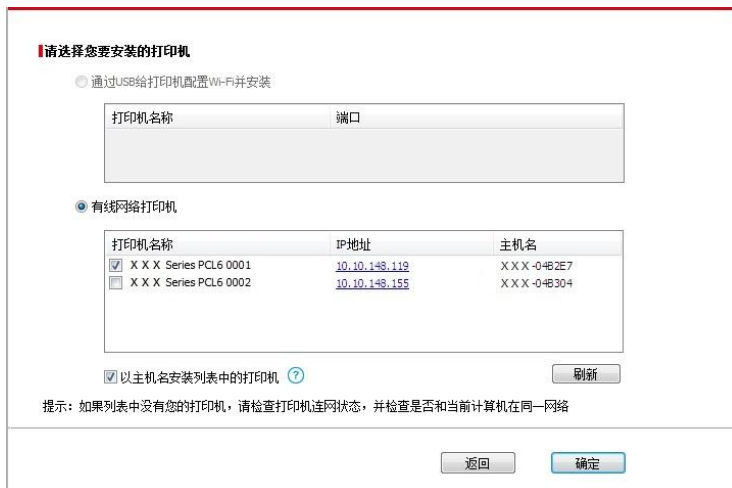 请选择您要安装的打印机
通过USB给打印机配置Wi-Fi并安装
打印机名称 端口
有线网络打印机
打印机名称 IP地址 主机名
X X X Series PCL6 0001 10.10.148.119 X X X-04B2E7
X X X Series PCL6 0002 10.10.148.155 X X X-04B304
以主机名安装列表中的打印机 ? 刷新
提示：如果列表中没有您的打印机，请检查打印机连网状态，并检查是否和当前计算机在同一网络
返回 确定